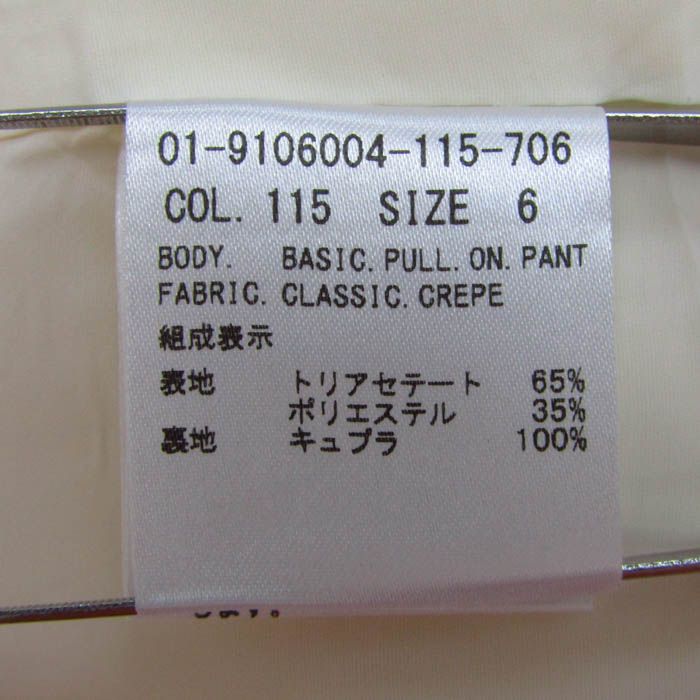 01-9106004-115-706
COL. 115 SIZE 6
BODY. BASIC.PULL.ON.PANT
FABRIC.CLASSIC.CREPE
組成表示
表地 トリアセテート 65%
ポリエステル 35%
裏地 キュプラ 100%